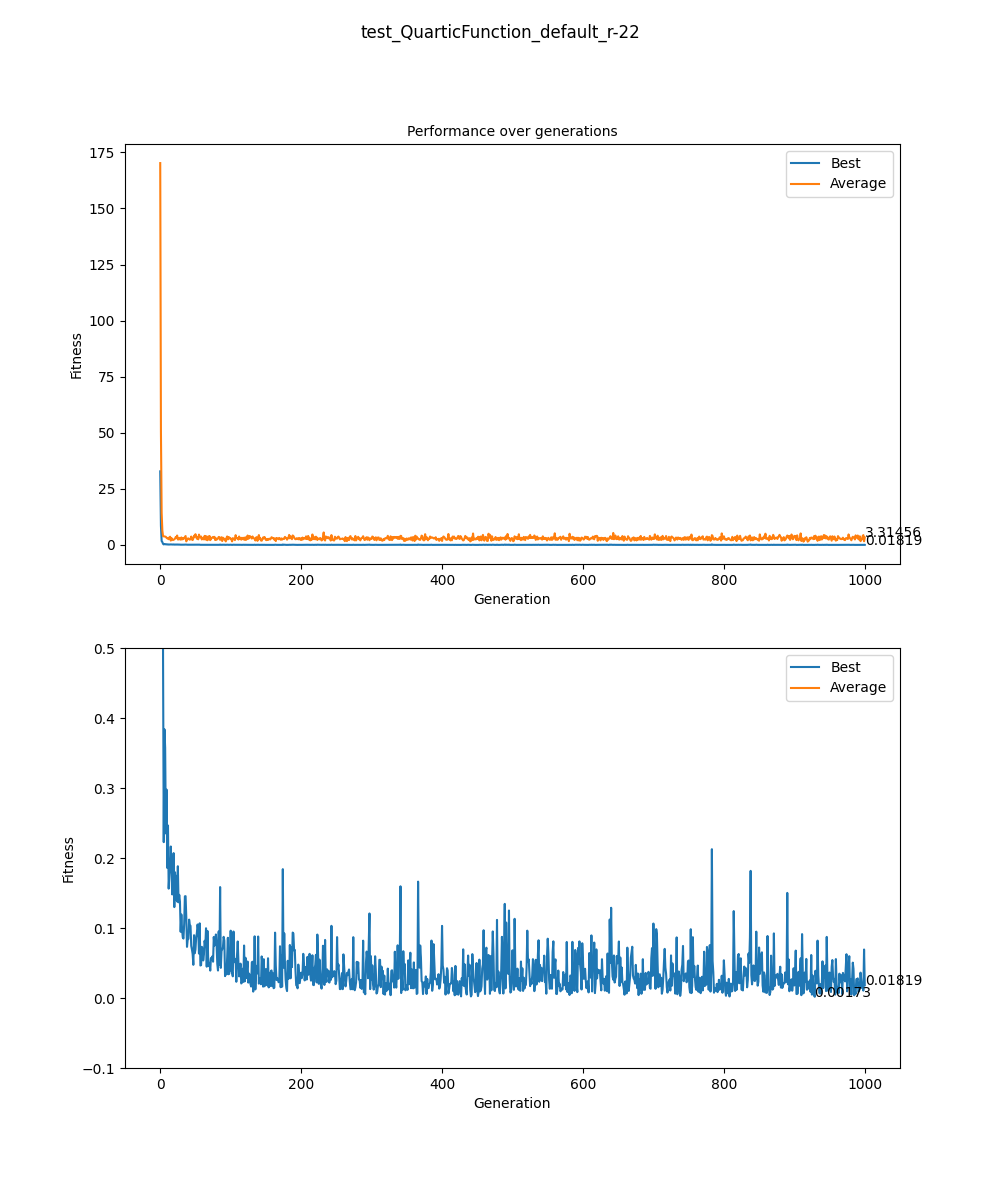 test_QuarticFunction_default_r-22
Performance over generations
175
150
125
100
75
50
25
0
Fitness
Best
Average
3.31456
0.01819
0 200 400 600 800 1000
Generation
0.5
0.4
0.3
0.2
0.1
0.0
−0.1
Fitness
Best
Average
0.01819
0.00173
0 200 400 600 800 1000
Generation